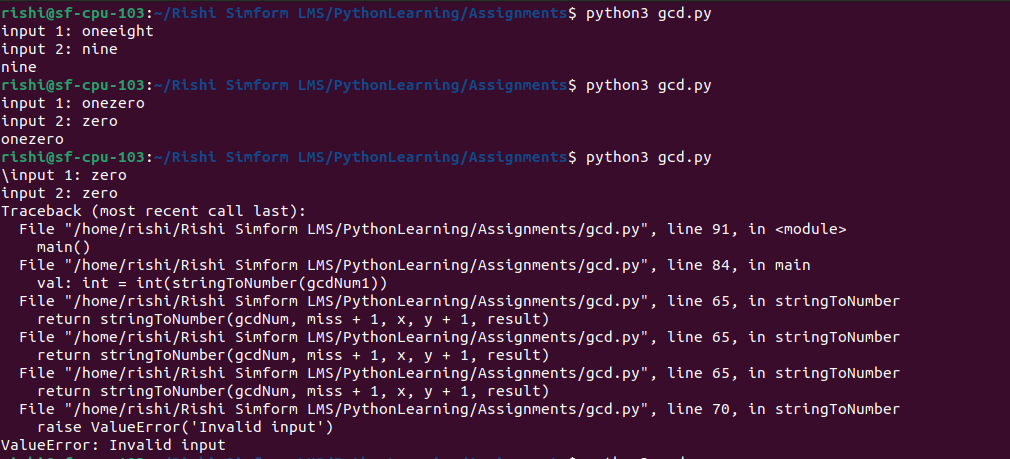 rishi@sf-cpu-103:~/Rishi Simform LMS/PythonLearning/Assignments$ python3 gcd.py
input 1: oneeight
input 2: nine
nine
rishi@sf-cpu-103:~/Rishi Simform LMS/PythonLearning/Assignments$ python3 gcd.py
input 1: onezero
input 2: zero
onezero
rishi@sf-cpu-103:~/Rishi Simform LMS/PythonLearning/Assignments$ python3 gcd.py
\input 1: zero
input 2: zero
Traceback (most recent call last):
  File "/home/rishi/Rishi Simform LMS/PythonLearning/Assignments/gcd.py", line 91, in <module>
    main()
  File "/home/rishi/Rishi Simform LMS/PythonLearning/Assignments/gcd.py", line 84, in main
    val: int = int(stringToNumber(gcdNum1))
  File "/home/rishi/Rishi Simform LMS/PythonLearning/Assignments/gcd.py", line 65, in stringToNumber
    return stringToNumber(gcdNum, miss + 1, x, y + 1, result)
  File "/home/rishi/Rishi Simform LMS/PythonLearning/Assignments/gcd.py", line 65, in stringToNumber
    return stringToNumber(gcdNum, miss + 1, x, y + 1, result)
  File "/home/rishi/Rishi Simform LMS/PythonLearning/Assignments/gcd.py", line 65, in stringToNumber
    return stringToNumber(gcdNum, miss + 1, x, y + 1, result)
  File "/home/rishi/Rishi Simform LMS/PythonLearning/Assignments/gcd.py", line 70, in stringToNumber
    raise ValueError('Invalid input')
ValueError: Invalid input